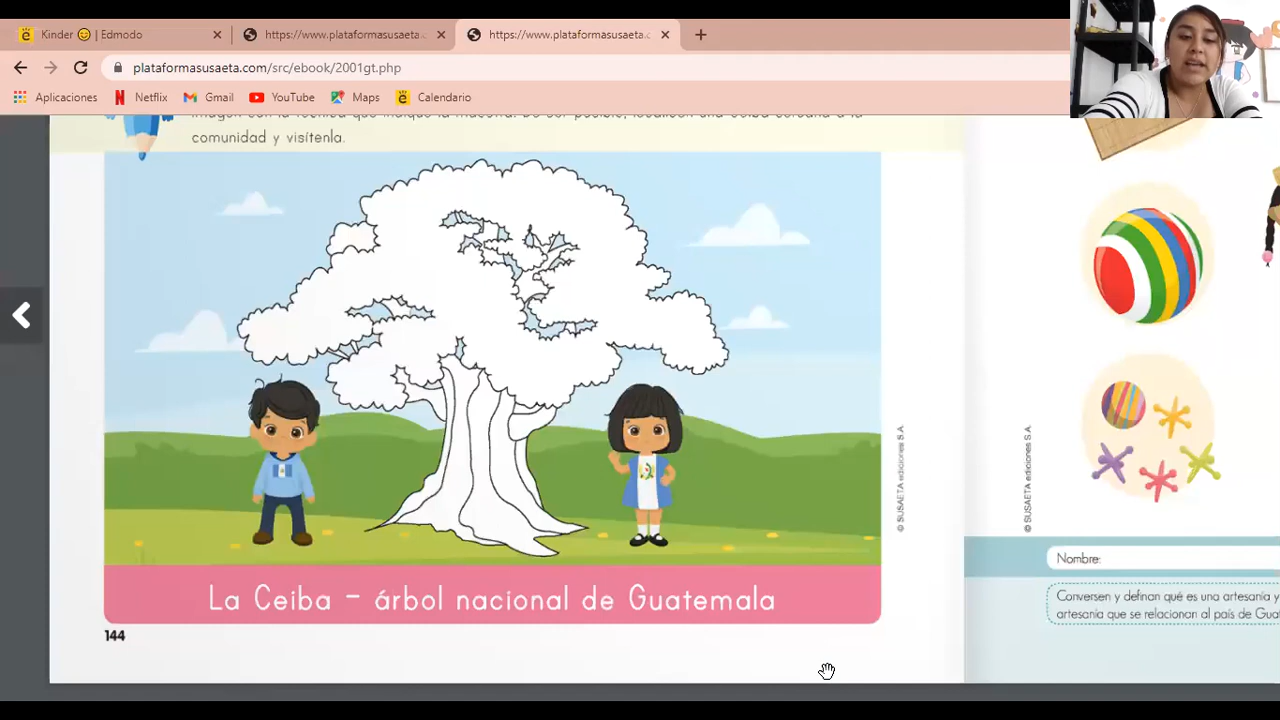 Kinder 😊 | Edmodo
https://www.plataformasusaeta.c
https://www.plataformasusaeta.co
plataformasusaeta.com/src/ebook/2001gt.php
Aplicaciones
Netflix
Gmail
YouTube
Maps
Calendario
comunidad y visítenla.
La Ceiba - árbol nacional de Guatemala
144
© SUSAETA ediciones S.A.
© SUSAETA ediciones S.A.
Nombre:
Conversen y definan qué es una artesanía y
artesanía que se relacionan al país de Gua